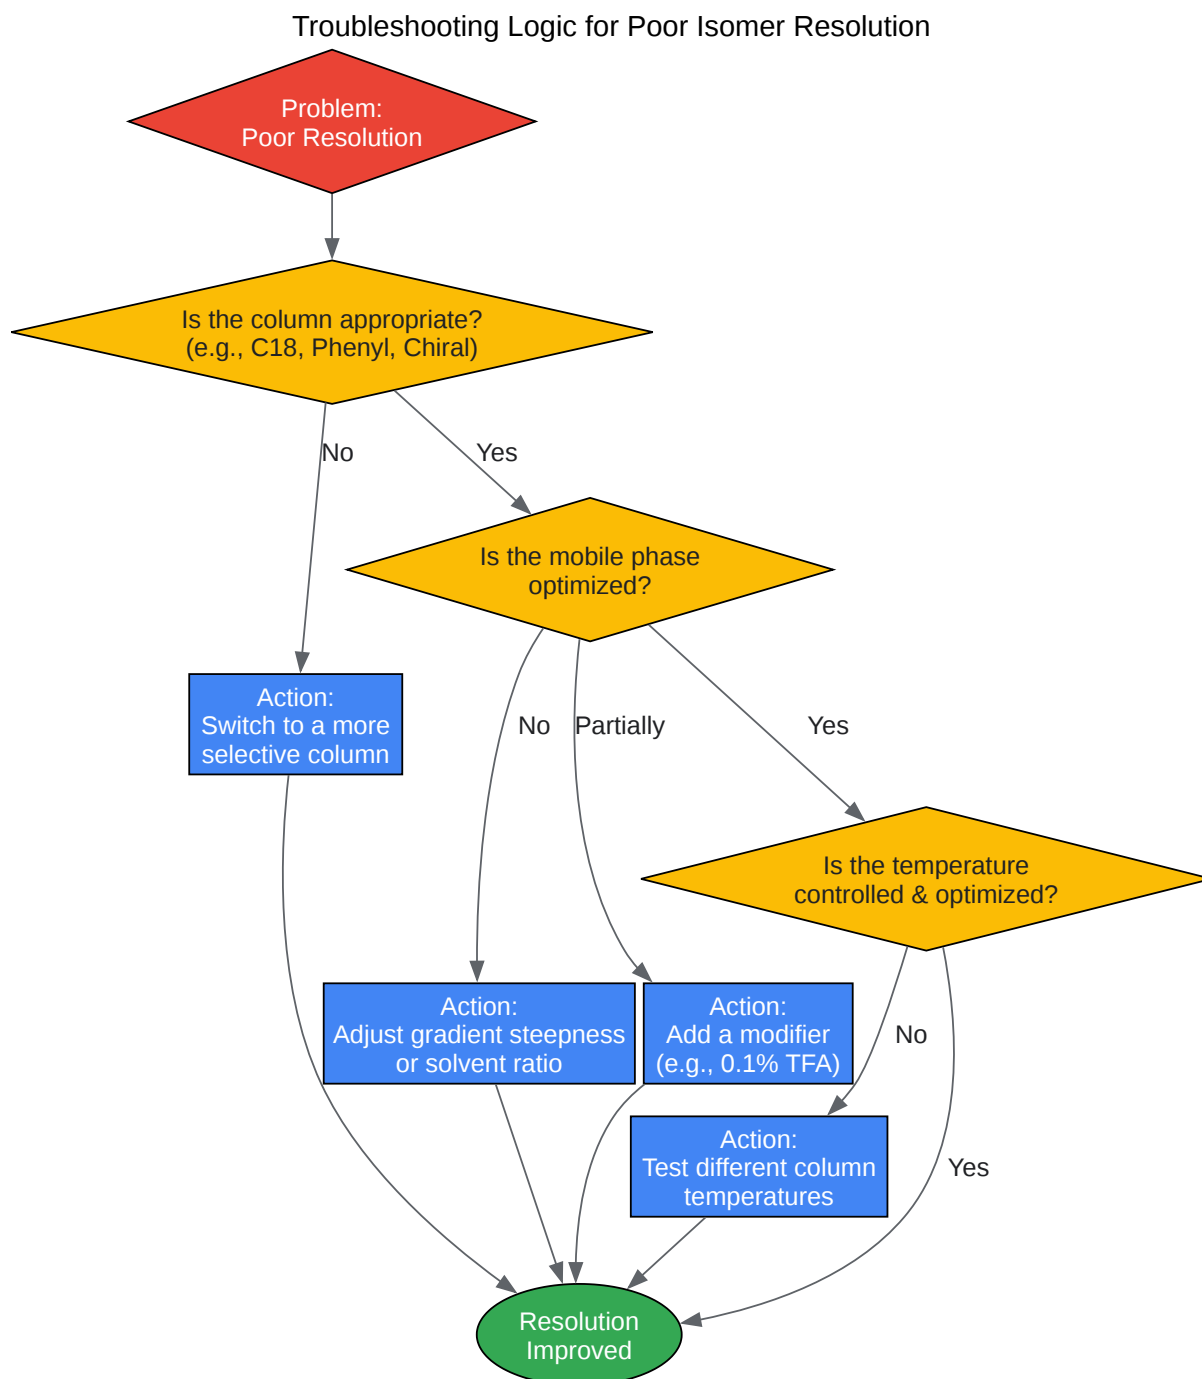 Troubleshooting Logic for Poor Isomer Resolution
Problem:
Poor Resolution
Is the column appropriate?
(e.g., C18, Phenyl, Chiral)
No
Yes
Is the mobile phase
optimized?
Action:
Switch to a more
selective column
No
Partially
Yes
Is the temperature
controlled & optimized?
Action:
Adjust gradient steepness
or solvent ratio
Action:
Add a modifier
(e.g., 0.1% TFA)
No
Action:
Test different column
temperatures
Yes
Resolution
Improved